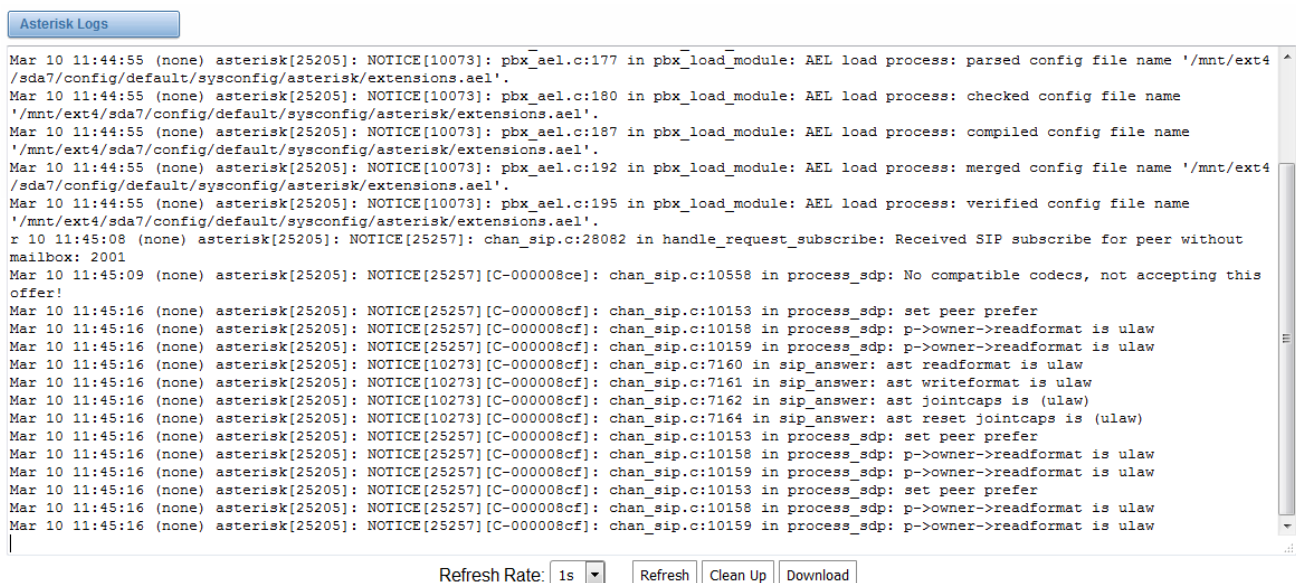 Asterisk Logs
Mar 10 11:44:55 (none) asterisk[25205]: NOTICE[10073]: pbx_ael.c:177 in pbx_load_module: AEL load process: parsed config file name '/mnt/ext4
/sda7/config/default/sysconfig/asterisk/extensions.ael'.
Mar 10 11:44:55 (none) asterisk[25205]: NOTICE[10073]: pbx_ael.c:180 in pbx_load_module: AEL load process: checked config file name
'/mnt/ext4/sda7/config/default/sysconfig/asterisk/extensions.ael'.
Mar 10 11:44:55 (none) asterisk[25205]: NOTICE[10073]: pbx_ael.c:187 in pbx_load_module: AEL load process: compiled config file name
'/mnt/ext4/sda7/config/default/sysconfig/asterisk/extensions.ael'.
Mar 10 11:44:55 (none) asterisk[25205]: NOTICE[10073]: pbx_ael.c:192 in pbx_load_module: AEL load process: merged config file name '/mnt/ext4
/sda7/config/default/sysconfig/asterisk/extensions.ael'.
Mar 10 11:44:55 (none) asterisk[25205]: NOTICE[10073]: pbx_ael.c:195 in pbx_load_module: AEL load process: verified config file name
'/mnt/ext4/sda7/config/default/sysconfig/asterisk/extensions.ael'.
r 10 11:45:08 (none) asterisk[25205]: NOTICE[25257]: chan_sip.c:28082 in handle_request_subscribe: Received SIP subscribe for peer without
mailbox: 2001
Mar 10 11:45:09 (none) asterisk[25205]: NOTICE[25257][C-000008ce]: chan_sip.c:10558 in process_sdp: No compatible codecs, not accepting this
offer!
Mar 10 11:45:16 (none) asterisk[25205]: NOTICE[25257][C-000008cf]: chan_sip.c:10153 in process_sdp: set peer prefer
Mar 10 11:45:16 (none) asterisk[25205]: NOTICE[25257][C-000008cf]: chan_sip.c:10158 in process_sdp: p->owner->readformat is ulaw
Mar 10 11:45:16 (none) asterisk[25205]: NOTICE[25257][C-000008cf]: chan_sip.c:10159 in process_sdp: p->owner->readformat is ulaw
Mar 10 11:45:16 (none) asterisk[25205]: NOTICE[10273][C-000008cf]: chan_sip.c:7160 in sip_answer: ast readformat is ulaw
Mar 10 11:45:16 (none) asterisk[25205]: NOTICE[10273][C-000008cf]: chan_sip.c:7161 in sip_answer: ast writeformat is ulaw
Mar 10 11:45:16 (none) asterisk[25205]: NOTICE[10273][C-000008cf]: chan_sip.c:7162 in sip_answer: ast jointcaps is (ulaw)
Mar 10 11:45:16 (none) asterisk[25205]: NOTICE[10273][C-000008cf]: chan_sip.c:7164 in sip_answer: ast reset jointcaps is (ulaw)
Mar 10 11:45:16 (none) asterisk[25205]: NOTICE[25257][C-000008cf]: chan_sip.c:10153 in process_sdp: set peer prefer
Mar 10 11:45:16 (none) asterisk[25205]: NOTICE[25257][C-000008cf]: chan_sip.c:10158 in process_sdp: p->owner->readformat is ulaw
Mar 10 11:45:16 (none) asterisk[25205]: NOTICE[25257][C-000008cf]: chan_sip.c:10159 in process_sdp: p->owner->readformat is ulaw
Mar 10 11:45:16 (none) asterisk[25205]: NOTICE[25257][C-000008cf]: chan_sip.c:10153 in process_sdp: set peer prefer
Mar 10 11:45:16 (none) asterisk[25205]: NOTICE[25257][C-000008cf]: chan_sip.c:10158 in process_sdp: p->owner->readformat is ulaw
Mar 10 11:45:16 (none) asterisk[25205]: NOTICE[25257][C-000008cf]: chan_sip.c:10159 in process_sdp: p->owner->readformat is ulaw
Refresh Rate: 1s Refresh Clean Up Download